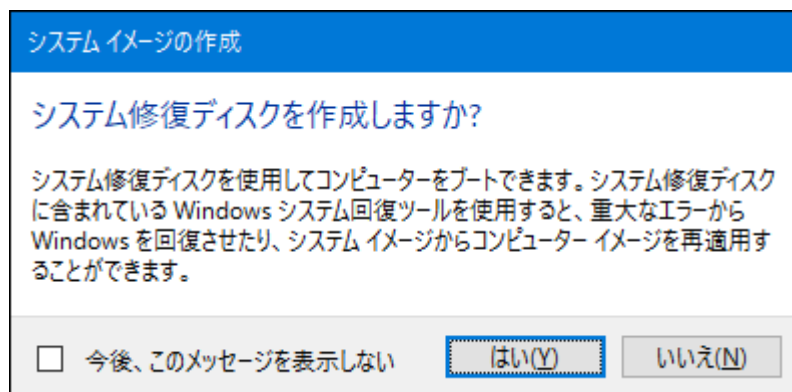 システム イメージの作成
システム修復ディスクを作成しますか?
システム修復ディスクを使用してコンピューターをブートできます。システム修復ディスク
に含まれている Windows システム回復ツールを使用すると、重大なエラーから
Windows を回復させたり、システム イメージからコンピューター イメージを再適用す
ることができます。
今後、このメッセージを表示しない はい(Y) いいえ(N)